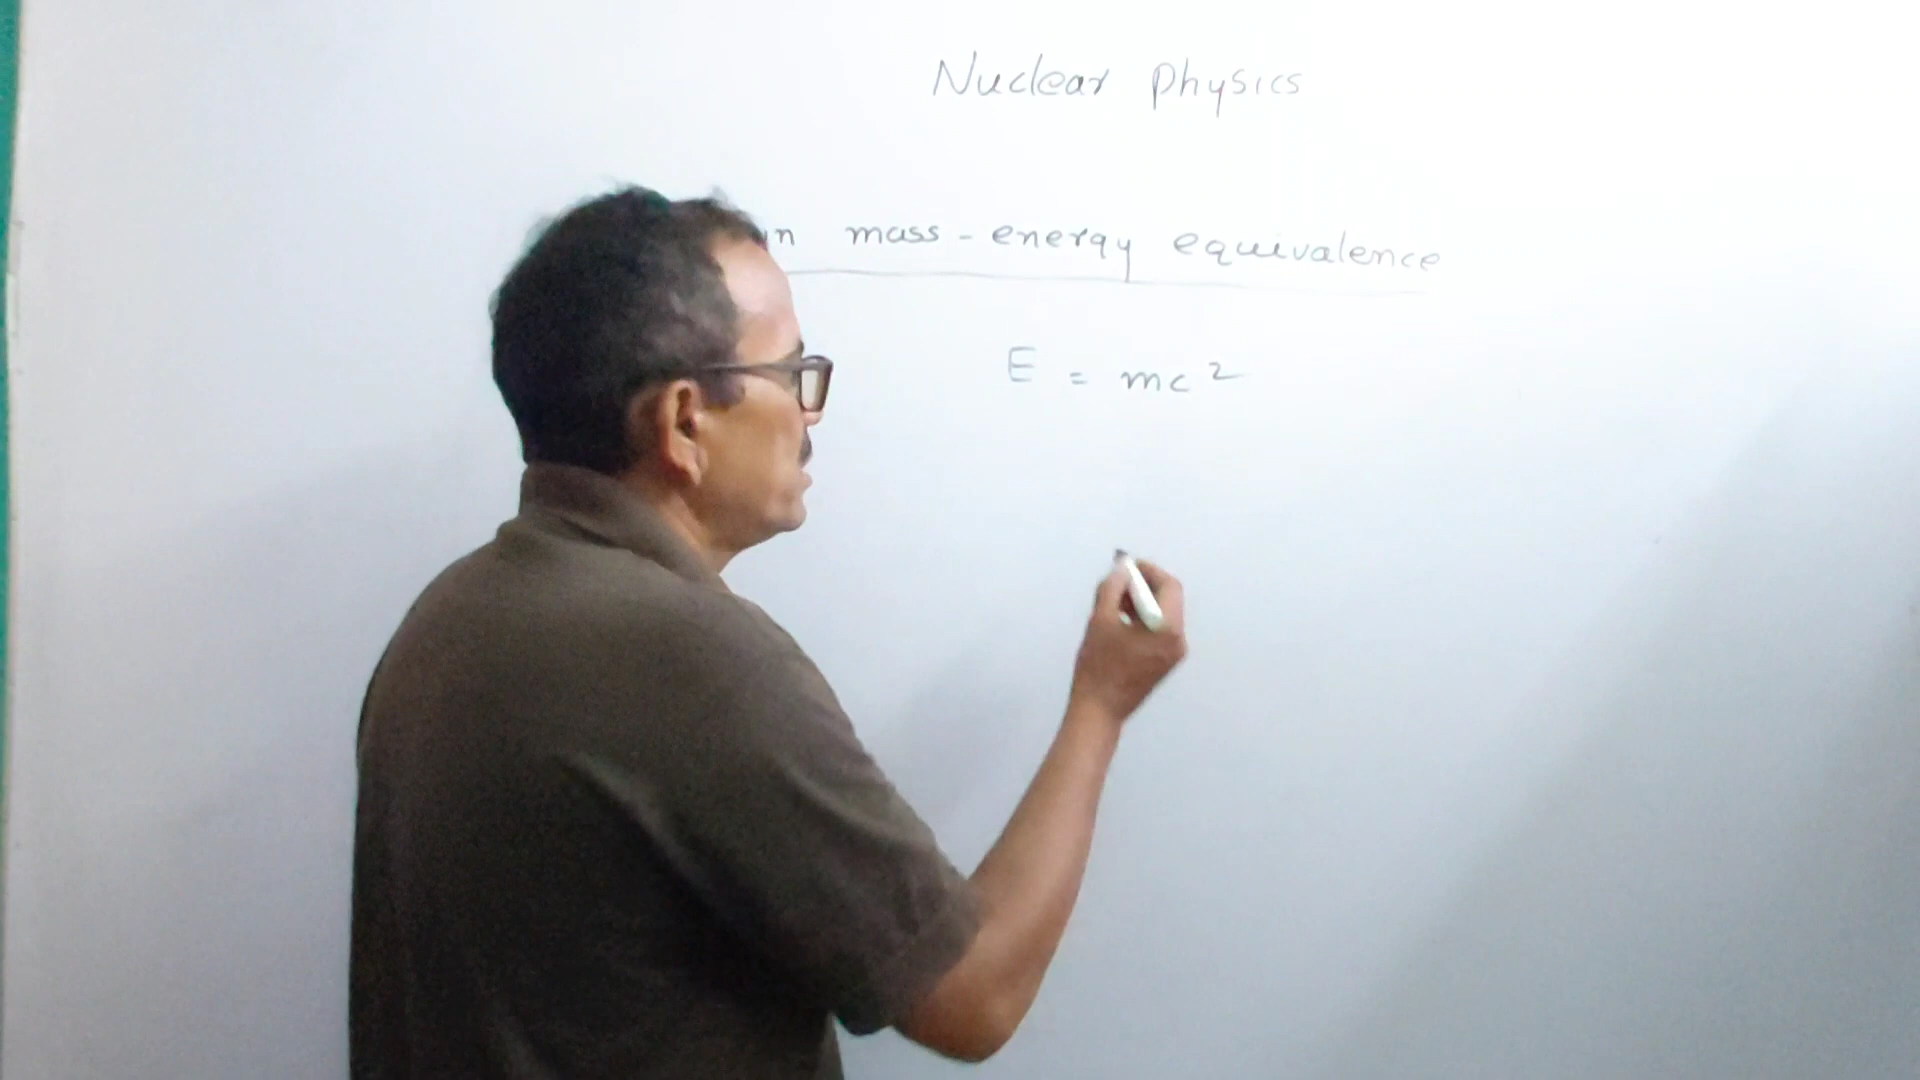 Nuclear Physics
mass - energy equivalence
E = mc²